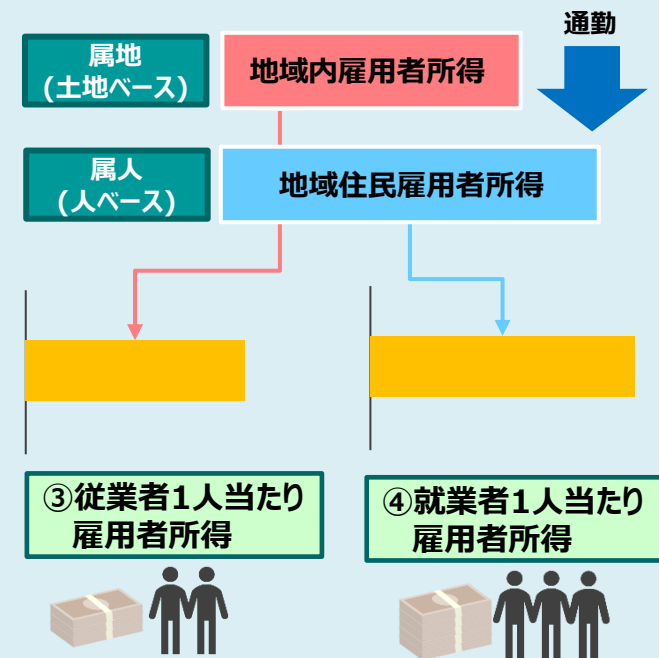 通勤
属地
(土地ベース)
地域内雇用者所得
属人
(人ベース)
地域住民雇用者所得
③従業者1人当たり
雇用者所得
④就業者1人当たり
雇用者所得